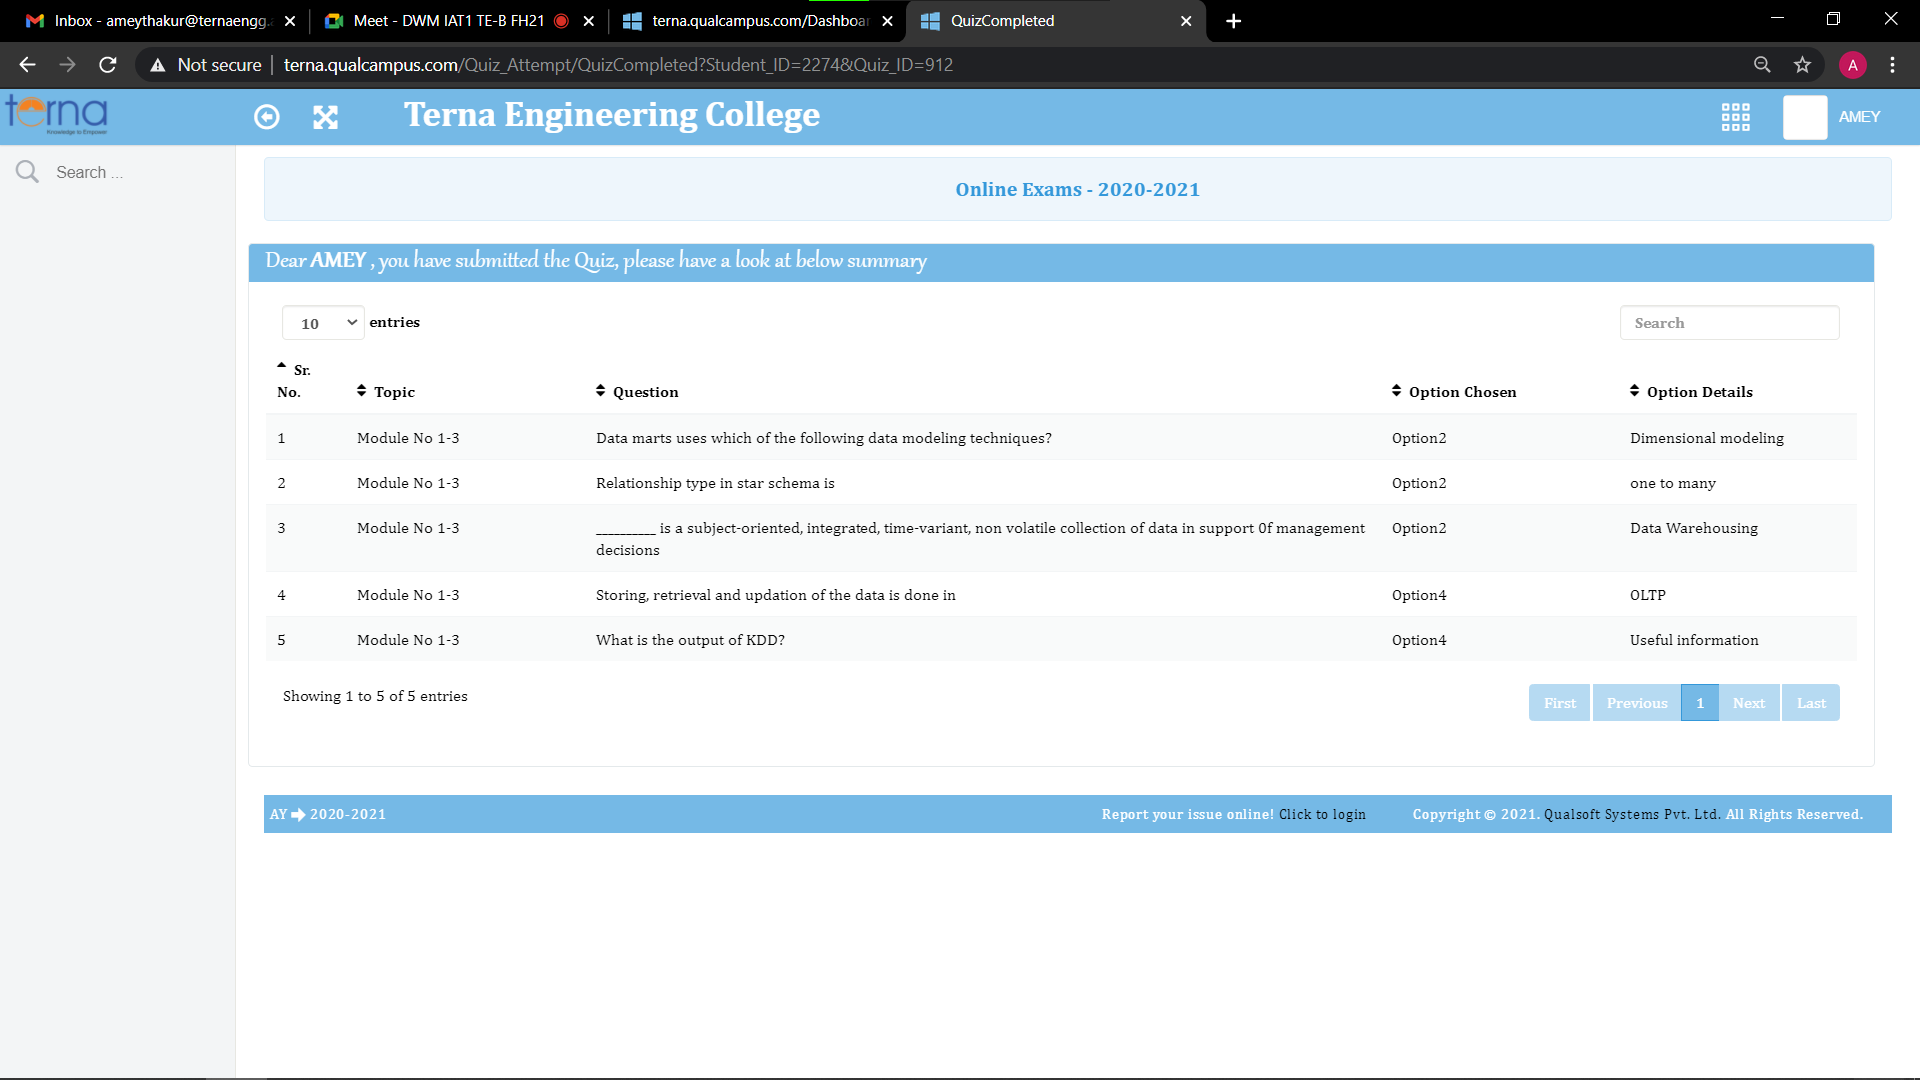 Inbox - ameythakur@ternaengg.
Meet - DWM IAT1 TE-B FH21
terna.qualcampus.com/Dashboar
QuizCompleted
Not secure
terna.qualcampus.com/Quiz_Attempt/QuizCompleted?Student_ID=2274&Quiz_ID=912
A
terna
Knowledge to Empower
Terna Engineering College
AMEY
Search ...
Online Exams - 2020-2021
Dear AMEY , you have submitted the Quiz, please have a look at below summary
10 entries
Search
Sr.
No. Topic Question Option Chosen Option Details
1 Module No 1-3 Data marts uses which of the following data modeling techniques? Option2 Dimensional modeling
2 Module No 1-3 Relationship type in star schema is Option2 one to many
3 Module No 1-3 __________ is a subject-oriented, integrated, time-variant, non volatile collection of data in support 0f management Option2 Data Warehousing
decisions
4 Module No 1-3 Storing, retrieval and updation of the data is done in Option4 OLTP
5 Module No 1-3 What is the output of KDD? Option4 Useful information
Showing 1 to 5 of 5 entries
First Previous 1 Next Last
AY 2020-2021
Report your issue online! Click to login
Copyright © 2021. Qualsoft Systems Pvt. Ltd. All Rights Reserved.